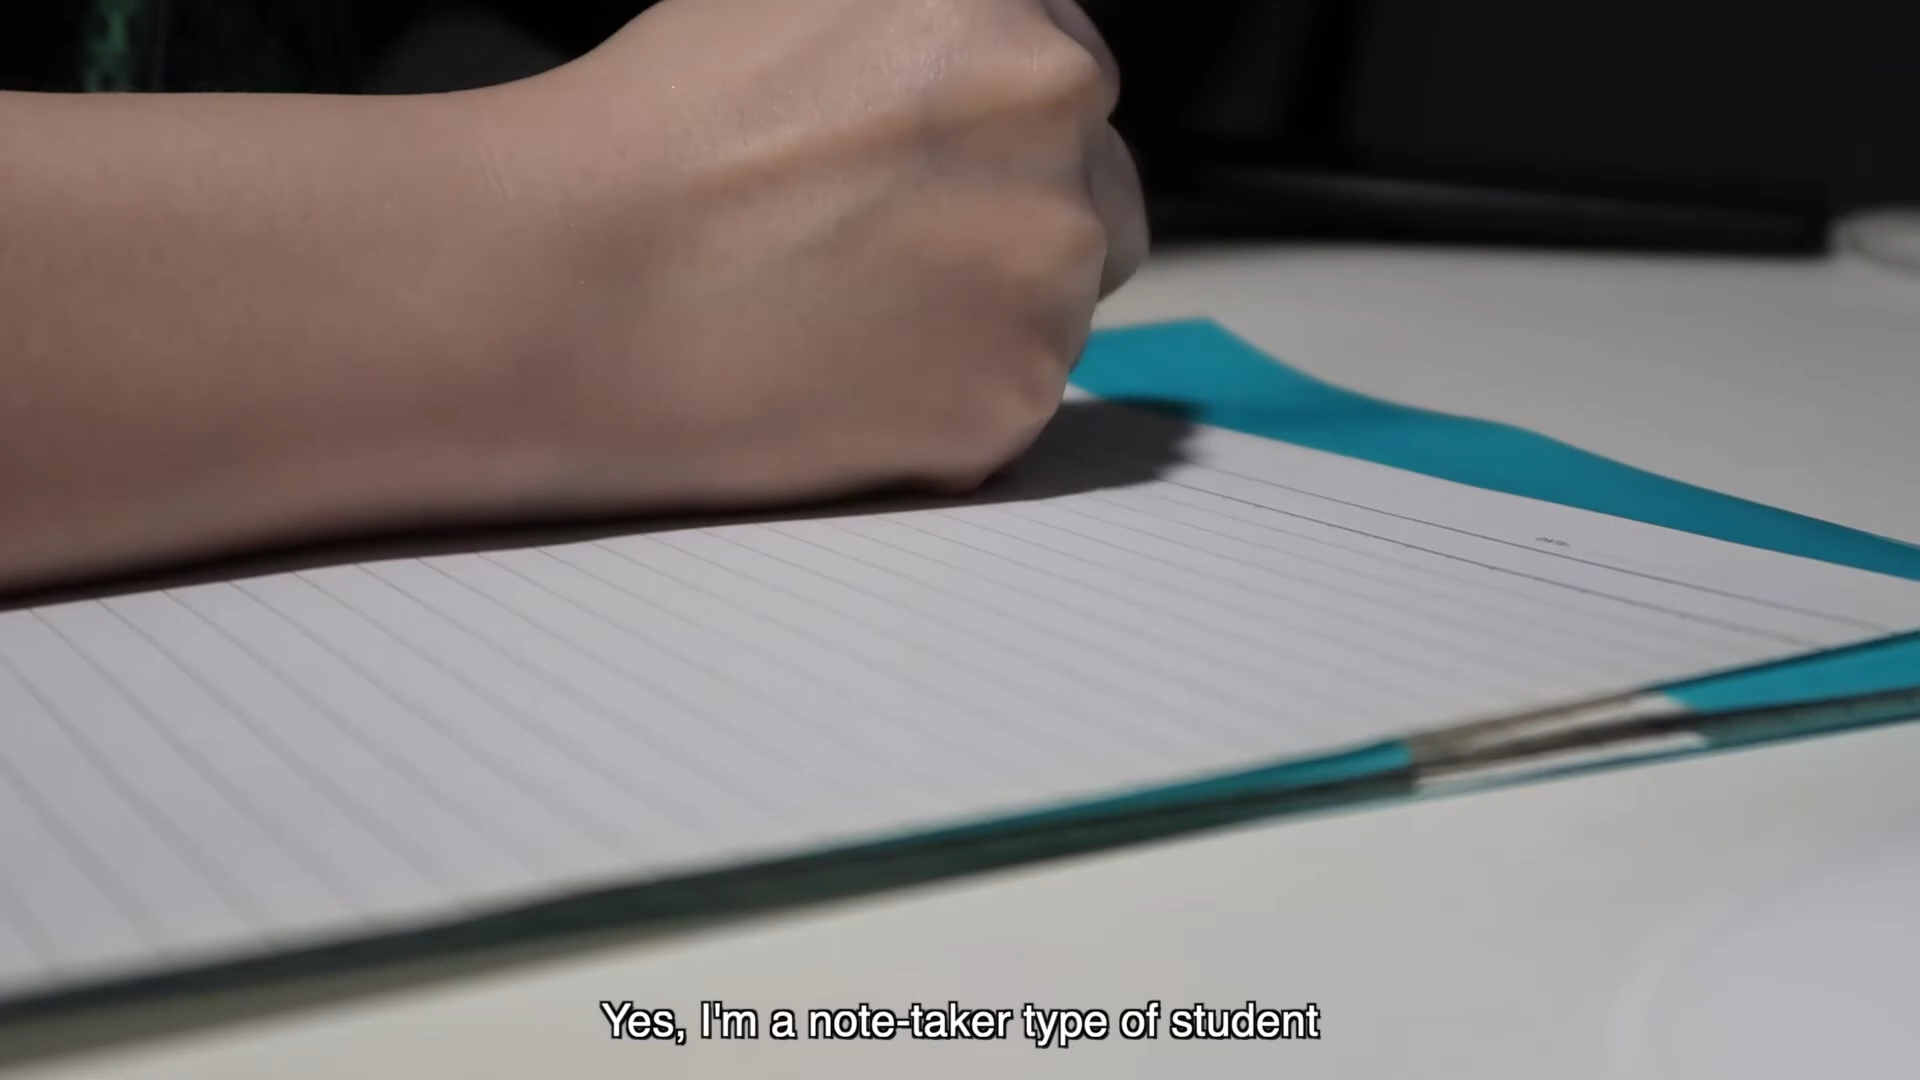 Yes, I'm a note-taker type of student